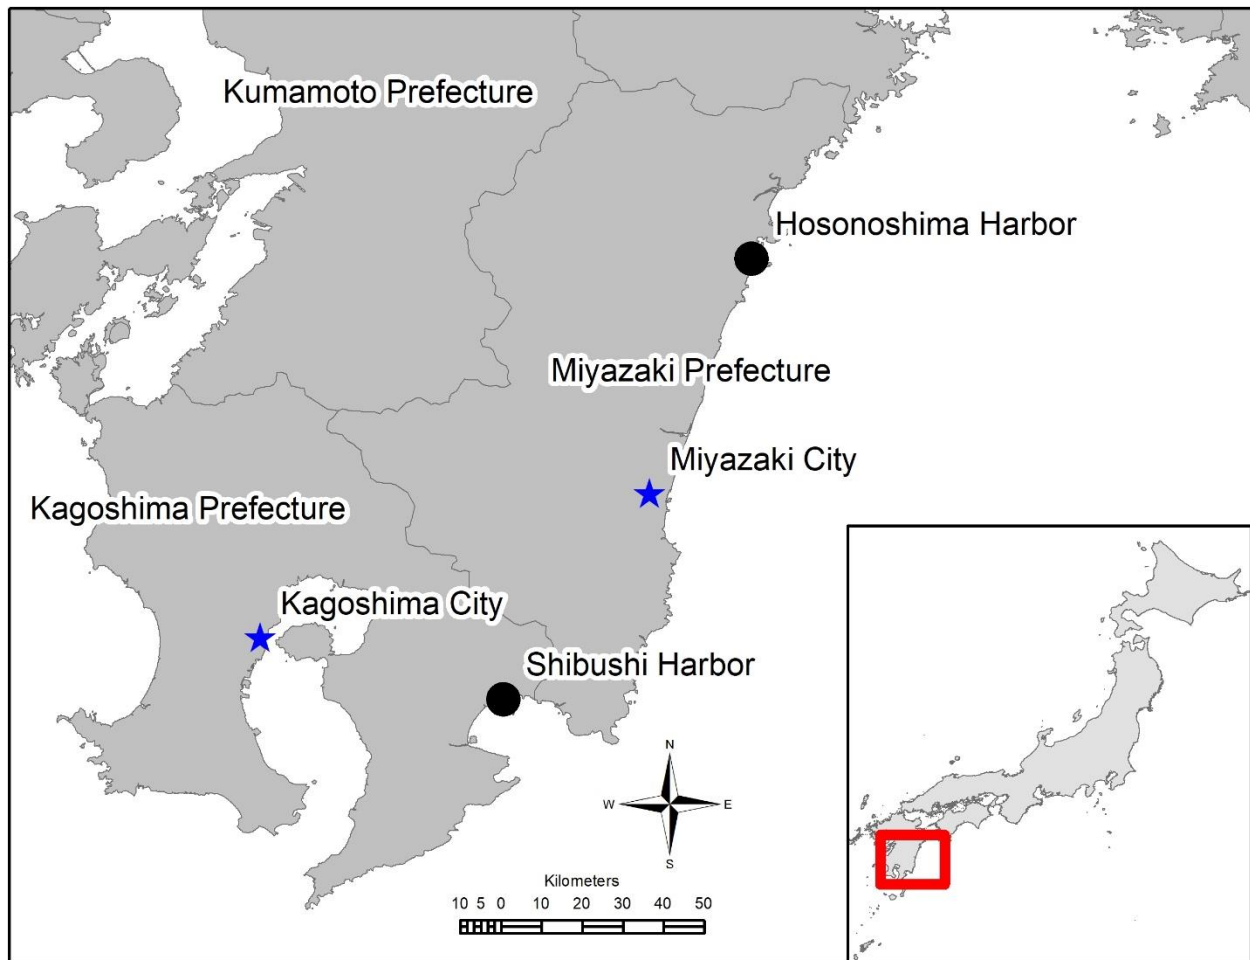 Kumamoto Prefecture
Hosonoshima Harbor
Miyazaki Prefecture
Miyazaki City
Kagoshima Prefecture
Kagoshima City
Shibushi Harbor
N
W E
S
Kilometers
10 5 0 10 20 30 40 50